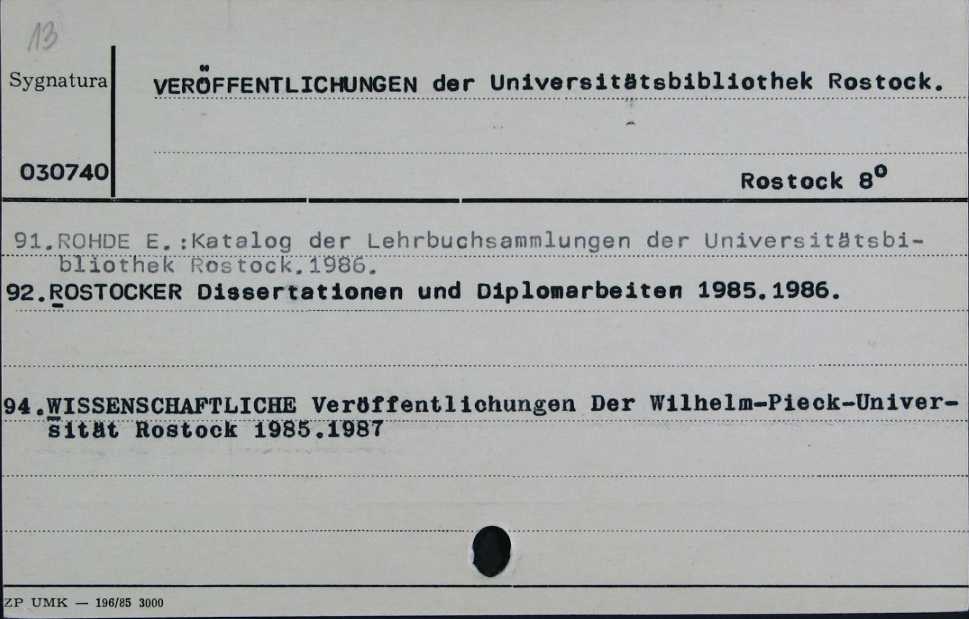 13
Sygnatura
VERÖFFENTLICHUNGEN der Universitätsbibliothek Rostock.
030740
Rostock 8⁰
91.ROHDE E.:Katalog der Lehrbuchsammlungen der Universitätsbi-
bliothek Rostock.1986.
92.ROSTOCKER Dissertationen und Diplomarbeiten 1985.1986.
94.WISSENSCHAFTLICHE Veröffentlichungen Der Wilhelm-Pieck-Univer-
sität Rostock 1985.1987
ZP UMK — 196/85 3000